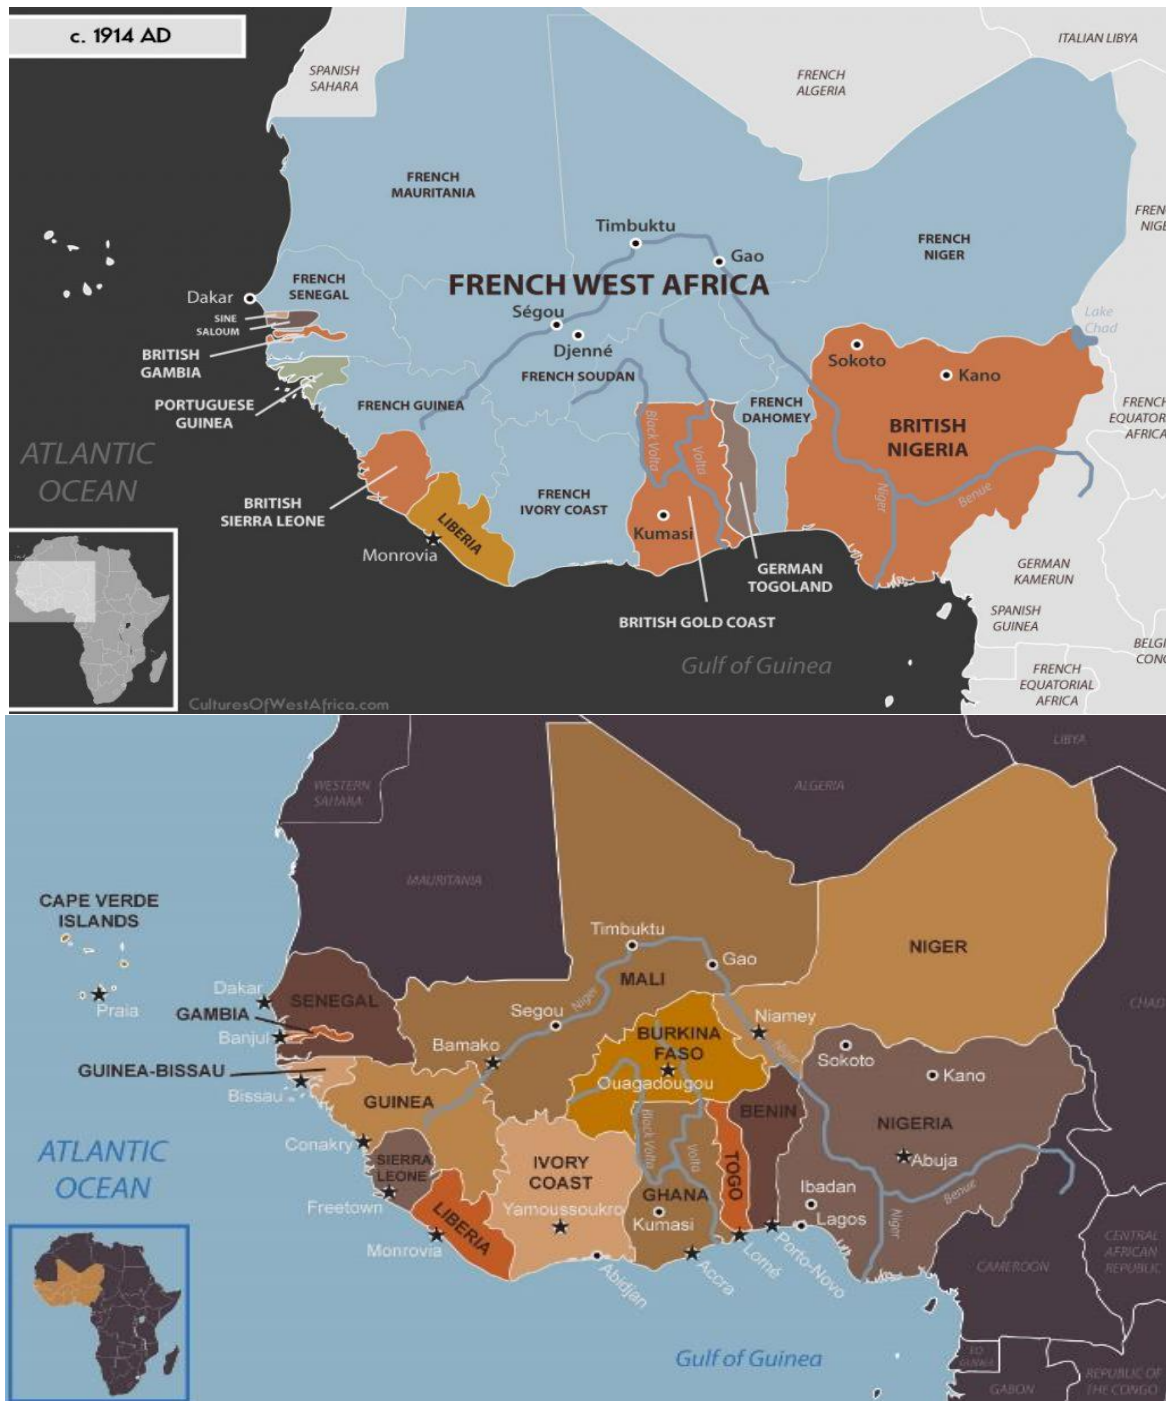 c. 1914 AD
ITALIAN LIBYA
SPANISH
SAHARA
FRENCH
ALGERIA
FRENCH
MAURITANIA
Timbuktu
Gao
FRENCH
NIGER
FRENCH WEST AFRICA
FRENCH
SENEGAL
Dakar
SINE
SALOUM
Ségou
Djenné
Lake
Chad
BRITISH
GAMBIA
FRENCH SOUDAN
Sokoto
Kano
PORTUGUESE
GUINEA
FRENCH GUINEA
FRENCH
DAHOMEY
BRITISH
NIGERIA
Black Volta
Volta
ATLANTIC
OCEAN
BRITISH
SIERRA LEONE
FRENCH
IVORY COAST
Niger
Benue
LIBERIA
Kumasi
Monrovia
GERMAN
TOGOLAND
GERMAN
KAMERUN
BRITISH GOLD COAST
SPANISH
GUINEA
Gulf of Guinea
FRENCH
EQUATORIAL
AFRICA
CulturesOfWestAfrica.com
LIBYA
WESTERN
SAHARA
ALGERIA
MAURITANIA
CAPE VERDE
ISLANDS
Praia
Timbuktu
Gao
NIGER
MALI
Dakar
SENEGAL
CHAD
GAMBIA
Banjul
Segou
Niger
Niamey
BURKINA
FASO
Bamako
Niger
Sokoto
GUINEA-BISSAU
Bissau
Ouagadougou
Kano
GUINEA
BENIN
NIGERIA
Black Volta
Volta
Conakry
ATLANTIC
OCEAN
SIERRA
LEONE
IVORY
COAST
TOGO
Abuja
Freetown
GHANA
Ibadan
Benue
Yamoussoukro
Kumasi
Lagos
Niger
LIBERIA
Monrovia
Abidjan
Accra
Lomé
Porto-Novo
CENTRAL
AFRICAN
REPUBLIC
CAMEROON
Gulf of Guinea
GABON
REPUBLIC OF
THE CONGO